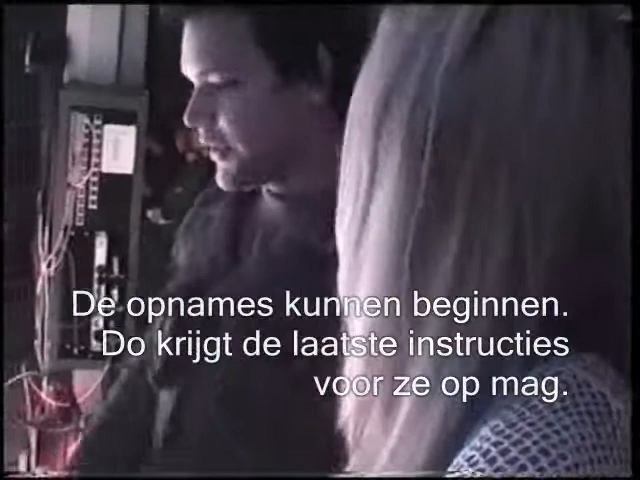 De opnames kunnen beginnen.
Do krijgt de laatste instructies
voor ze op mag.